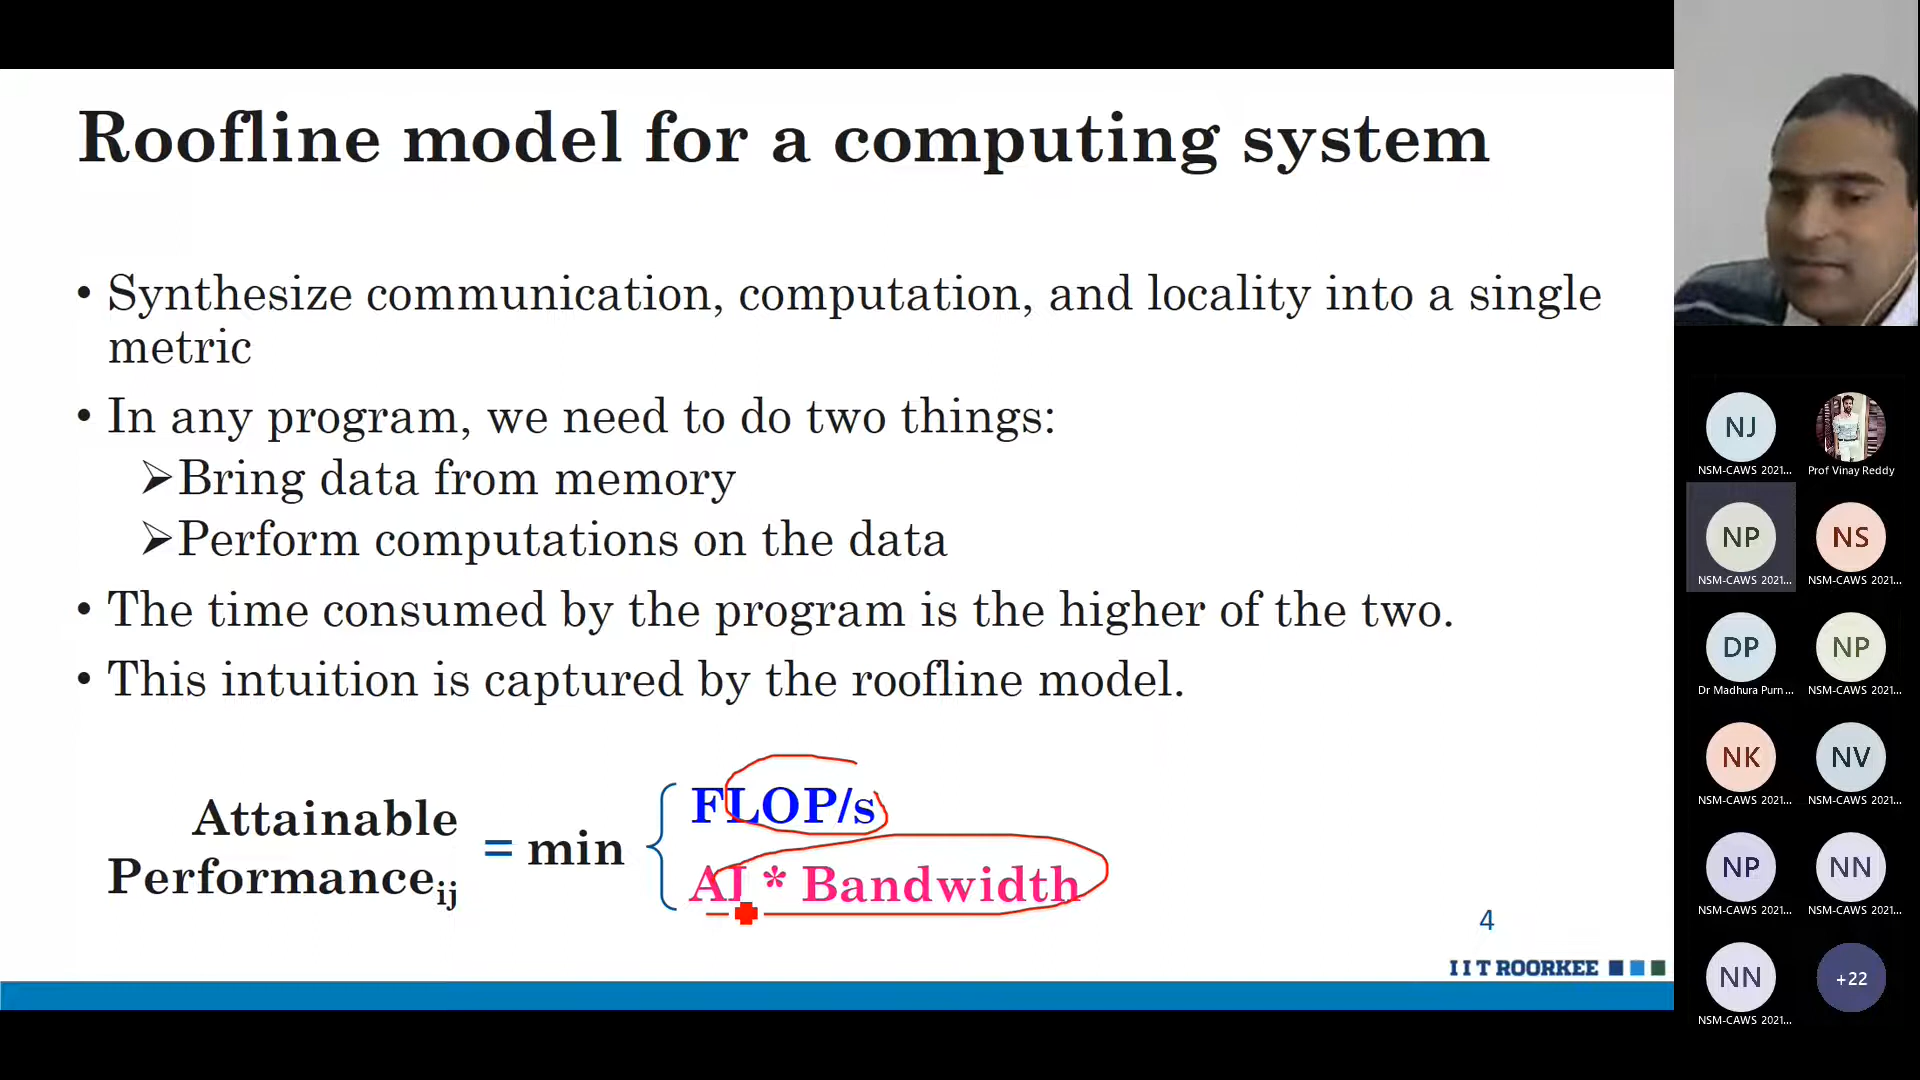 Roofline model for a computing system
• Synthesize communication, computation, and locality into a single
metric
• In any program, we need to do two things:
➢Bring data from memory
➢Perform computations on the data
• The time consumed by the program is the higher of the two.
• This intuition is captured by the roofline model.
Attainable
Performanceij
= min
FLOP/s
AI * Bandwidth
4
IIT ROORKEE
NJ
NSM-CAWS 2021...
Prof Vinay Reddy
NP
NSM-CAWS 2021...
NS
NSM-CAWS 2021...
DP
Dr Madhura Purn...
NP
NSM-CAWS 2021...
NK
NSM-CAWS 2021...
NV
NSM-CAWS 2021...
NP
NSM-CAWS 2021...
NN
NSM-CAWS 2021...
NN
NSM-CAWS 2021...
+22